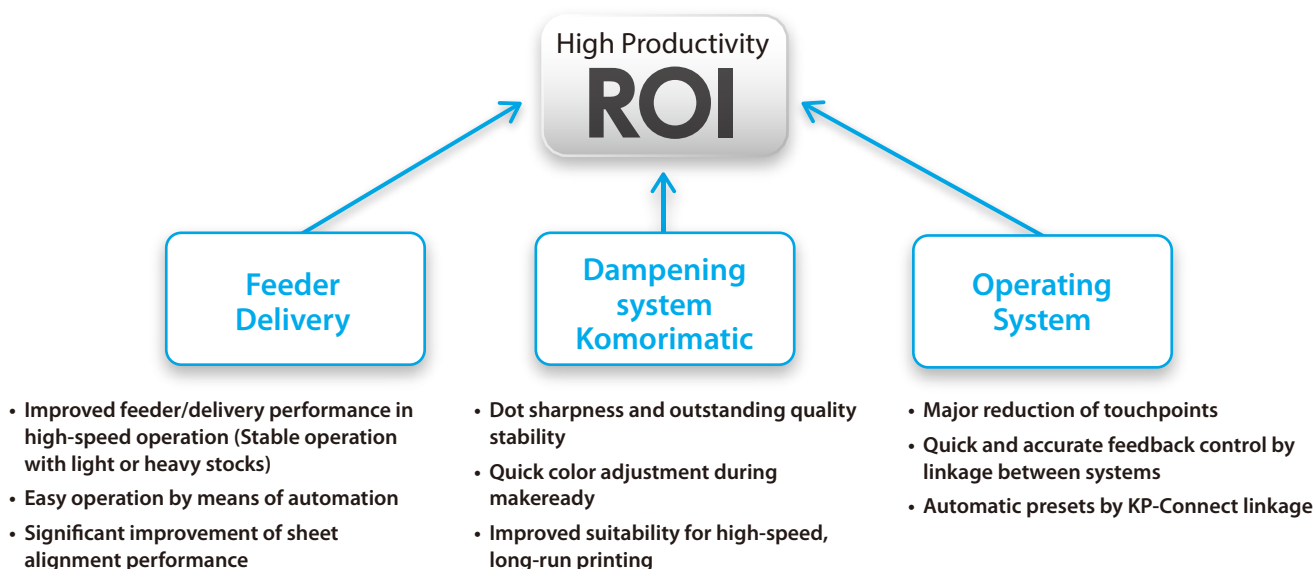 High Productivity
ROI
Feeder
Delivery
Dampening
system
Komorimatic
Operating
System
• Improved feeder/delivery performance in
high-speed operation (Stable operation
with light or heavy stocks)
• Easy operation by means of automation
• Significant improvement of sheet
alignment performance
• Dot sharpness and outstanding quality
stability
• Quick color adjustment during
makeready
• Improved suitability for high-speed,
long-run printing
• Major reduction of touchpoints
• Quick and accurate feedback control by
linkage between systems
• Automatic presets by KP-Connect linkage